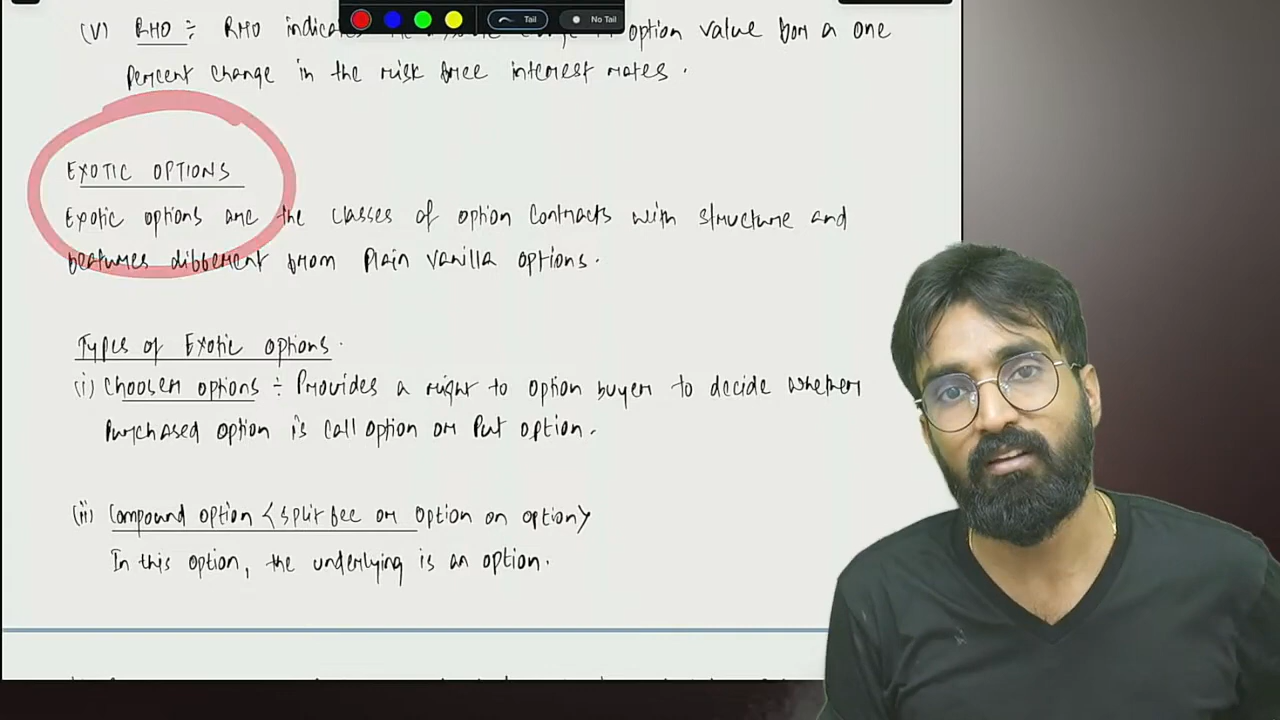 (V) RHO ÷ RHO indicates option value for a one
percent change in the risk free interest rates.
Tail
No Tail
EXOTIC OPTIONS
Exotic options are the classes of option contracts with structure and
features different from plain vanilla options.
Types of Exotic options.
(i) Chooser options ÷ Provides a right to option buyer to decide whether
purchased option is call option or put option.
(ii) Compound option <split fee or option on option>
In this option, the underlying is an option.